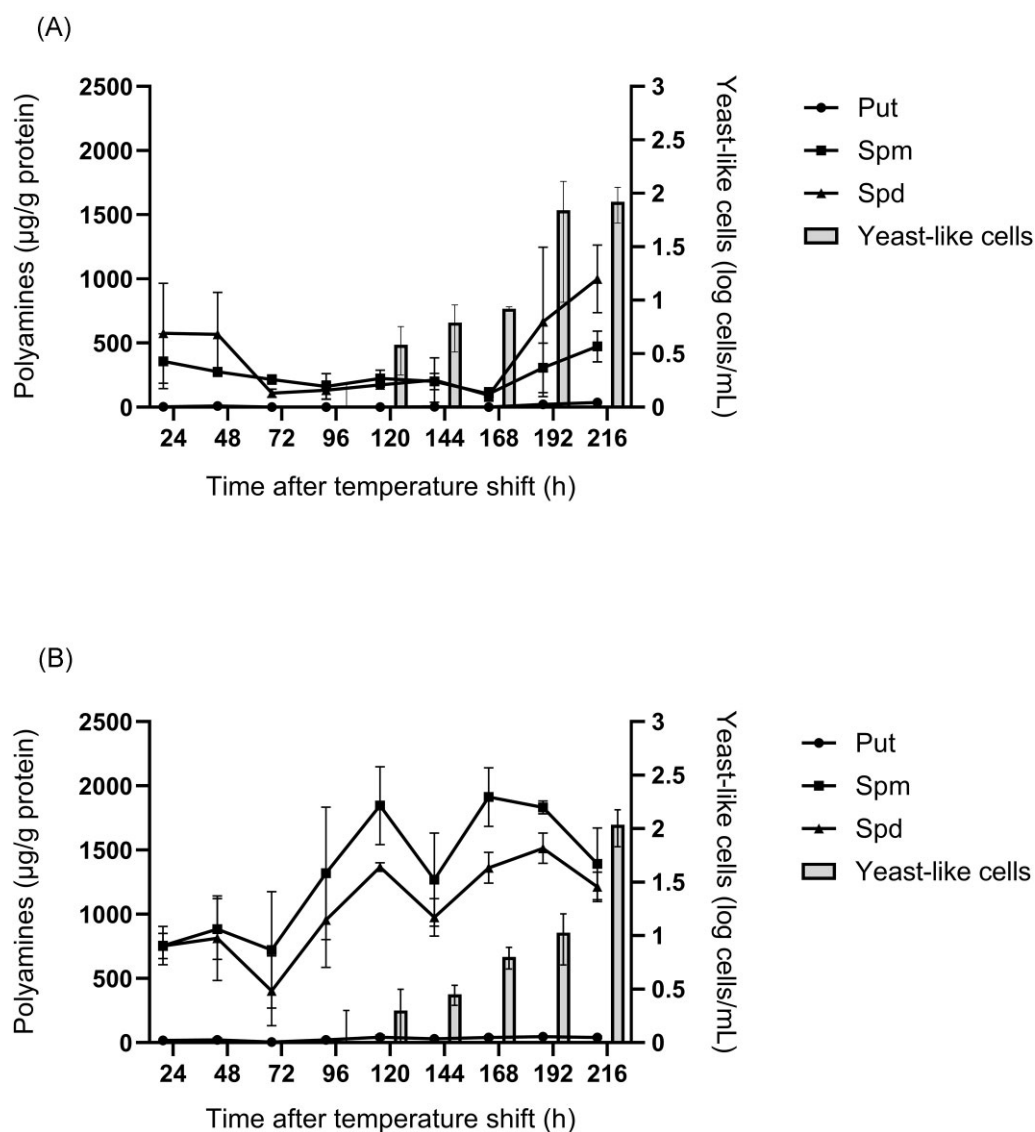 (A)
Polyamines (µg/g protein)
2500
2000
1500
1000
500
0
3
2.5
2
1.5
1
0.5
0
Yeast-like cells (log cells/mL)
24 48 72 96 120 144 168 192 216
Time after temperature shift (h)
Put
Spm
Spd
Yeast-like cells
(B)
Polyamines (µg/g protein)
2500
2000
1500
1000
500
0
3
2.5
2
1.5
1
0.5
0
Yeast-like cells (log cells/mL)
24 48 72 96 120 144 168 192 216
Time after temperature shift (h)
Put
Spm
Spd
Yeast-like cells